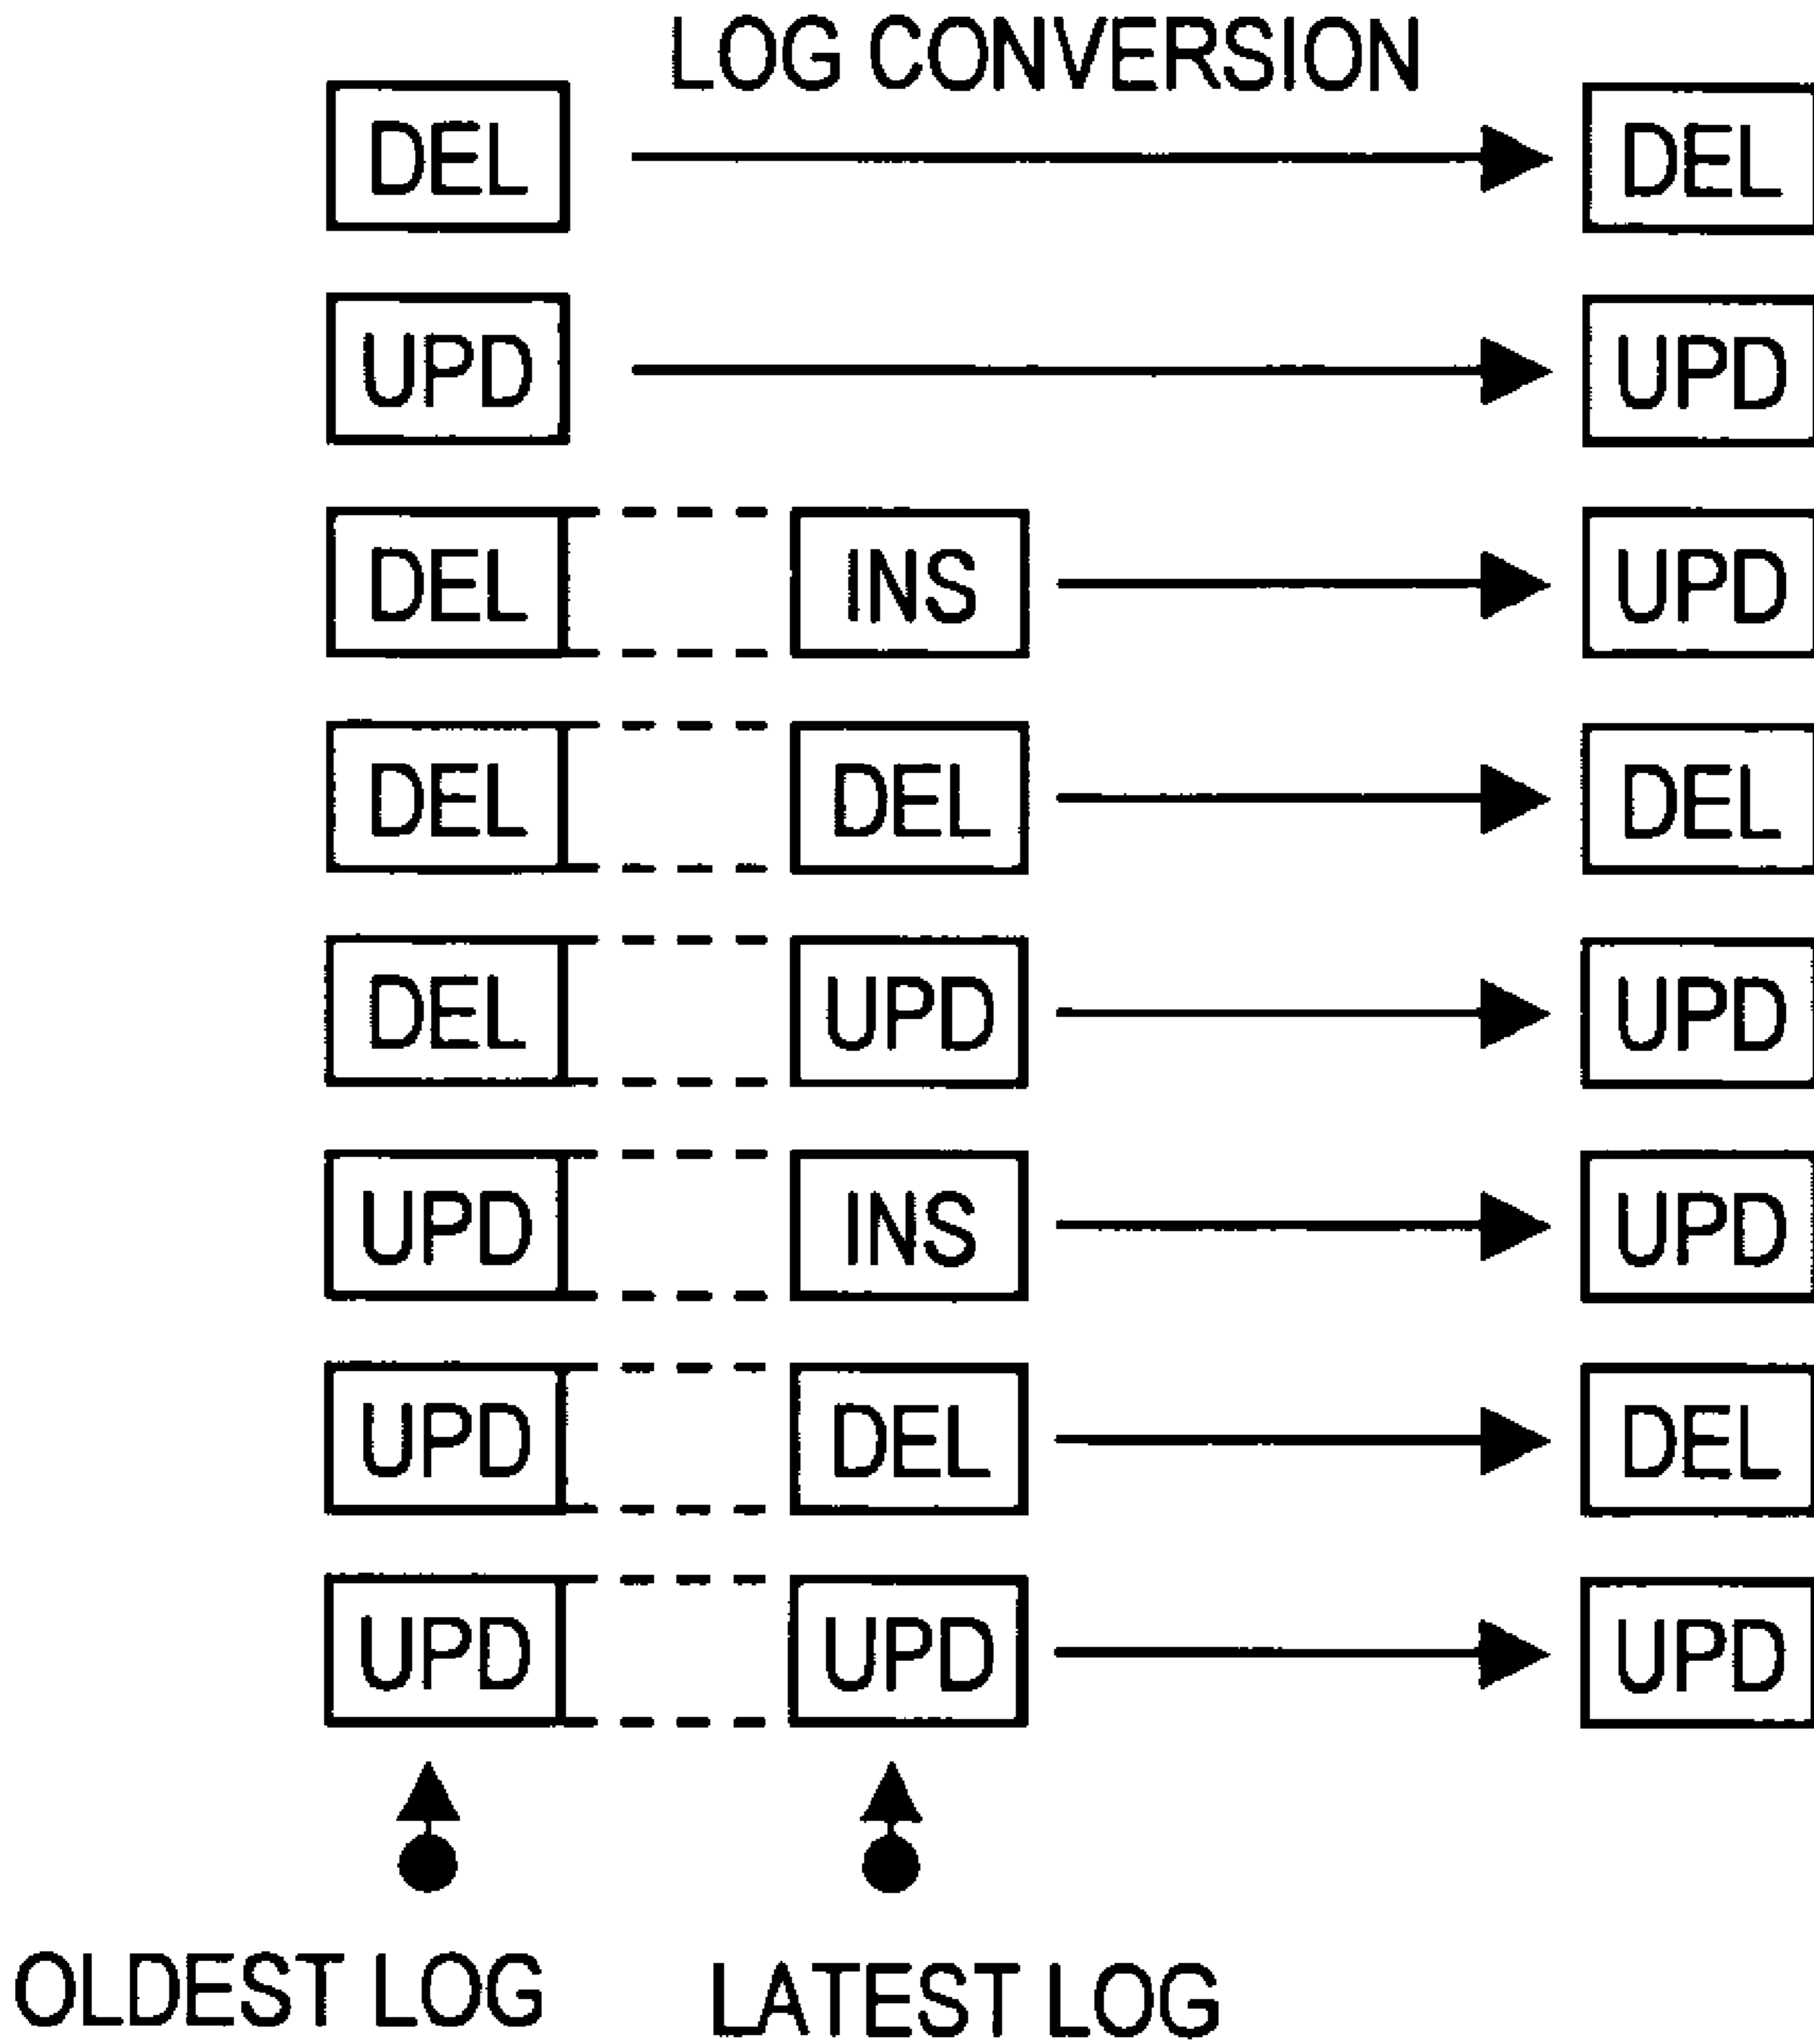 LOG CONVERSION
DEL DEL
UPD UPD
DEL INS UPD
DEL DEL DEL
DEL UPD UPD
UPD INS UPD
UPD DEL DEL
UPD UPD UPD
OLDEST LOG LATEST LOG